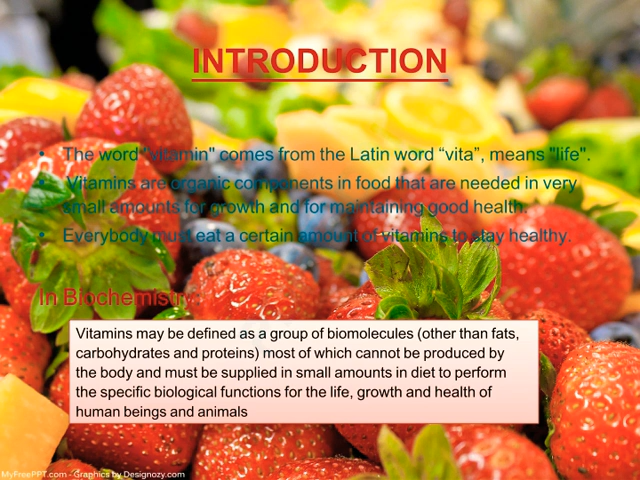 INTRODUCTION
• The word "vitamin" comes from the Latin word “vita”, means "life".
• Vitamins are organic components in food that are needed in very
small amounts for growth and for maintaining good health.
• Everybody must eat a certain amount of vitamins to stay healthy.
In Biochemistry:
Vitamins may be defined as a group of biomolecules (other than fats,
carbohydrates and proteins) most of which cannot be produced by
the body and must be supplied in small amounts in diet to perform
the specific biological functions for the life, growth and health of
human beings and animals
MyFreePPT.com - Graphics by Designozy.com